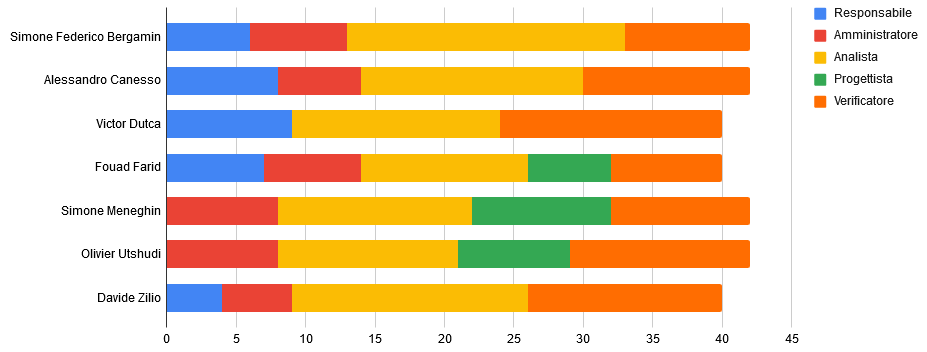 Responsabile
Simone Federico Bergamin
Amministratore
Analista
Alessandro Canesso
Progettista
Verificatore
Victor Dutca
Fouad Farid
Simone Meneghin
Olivier Utshudi
Davide Zilio
0 5 10 15 20 25 30 35 40 45